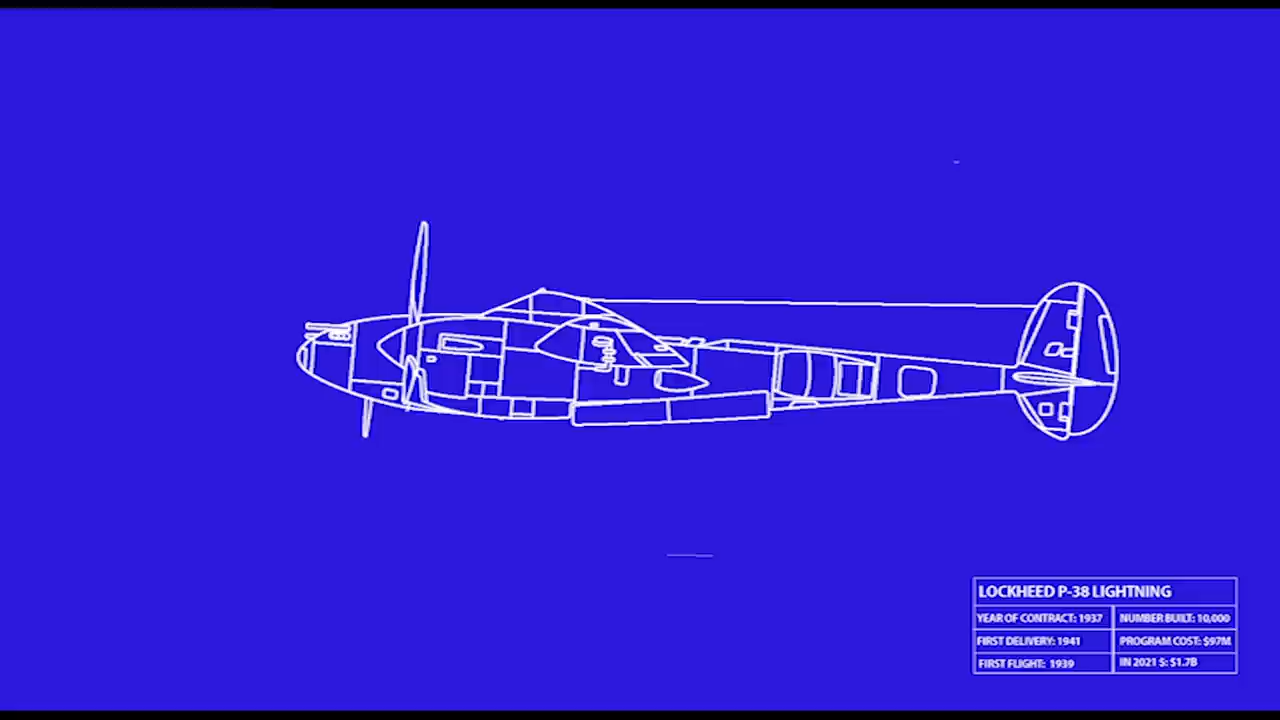 LOCKHEED P-38 LIGHTNING
YEAR OF CONTRACT: 1937
NUMBER BUILT: 10,000
FIRST DELIVERY: 1941
PROGRAM COST: $97M
FIRST FLIGHT: 1939
IN 2021 $: $1.7B